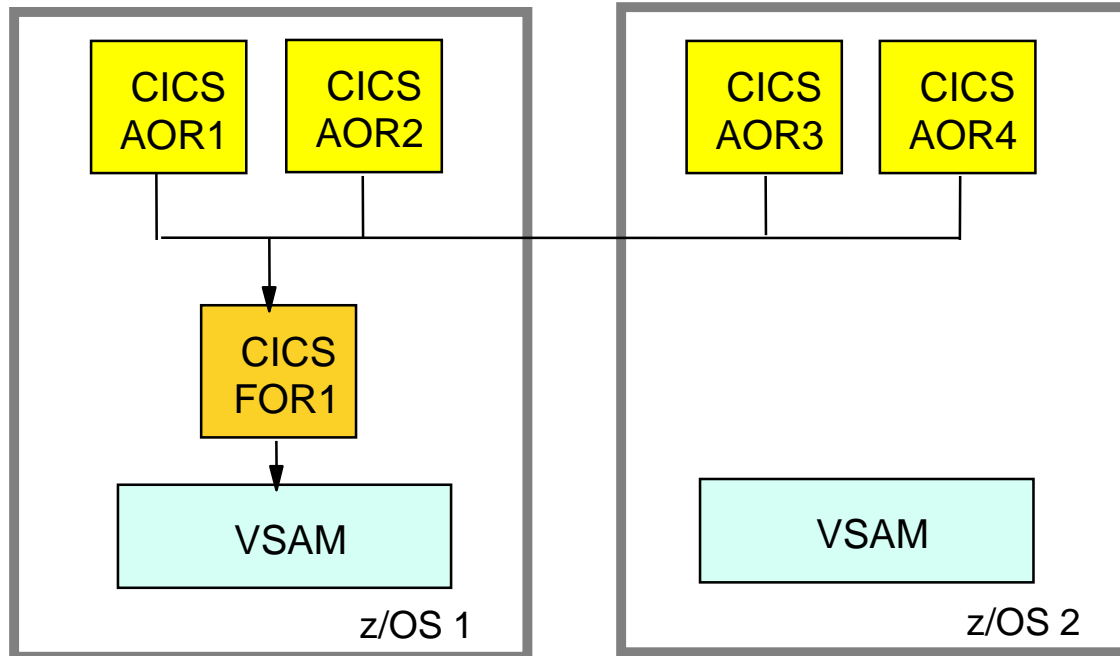 CICS
AOR1
CICS
AOR2
CICS
AOR3
CICS
AOR4
CICS
FOR1
VSAM
VSAM
z/OS 1
z/OS 2